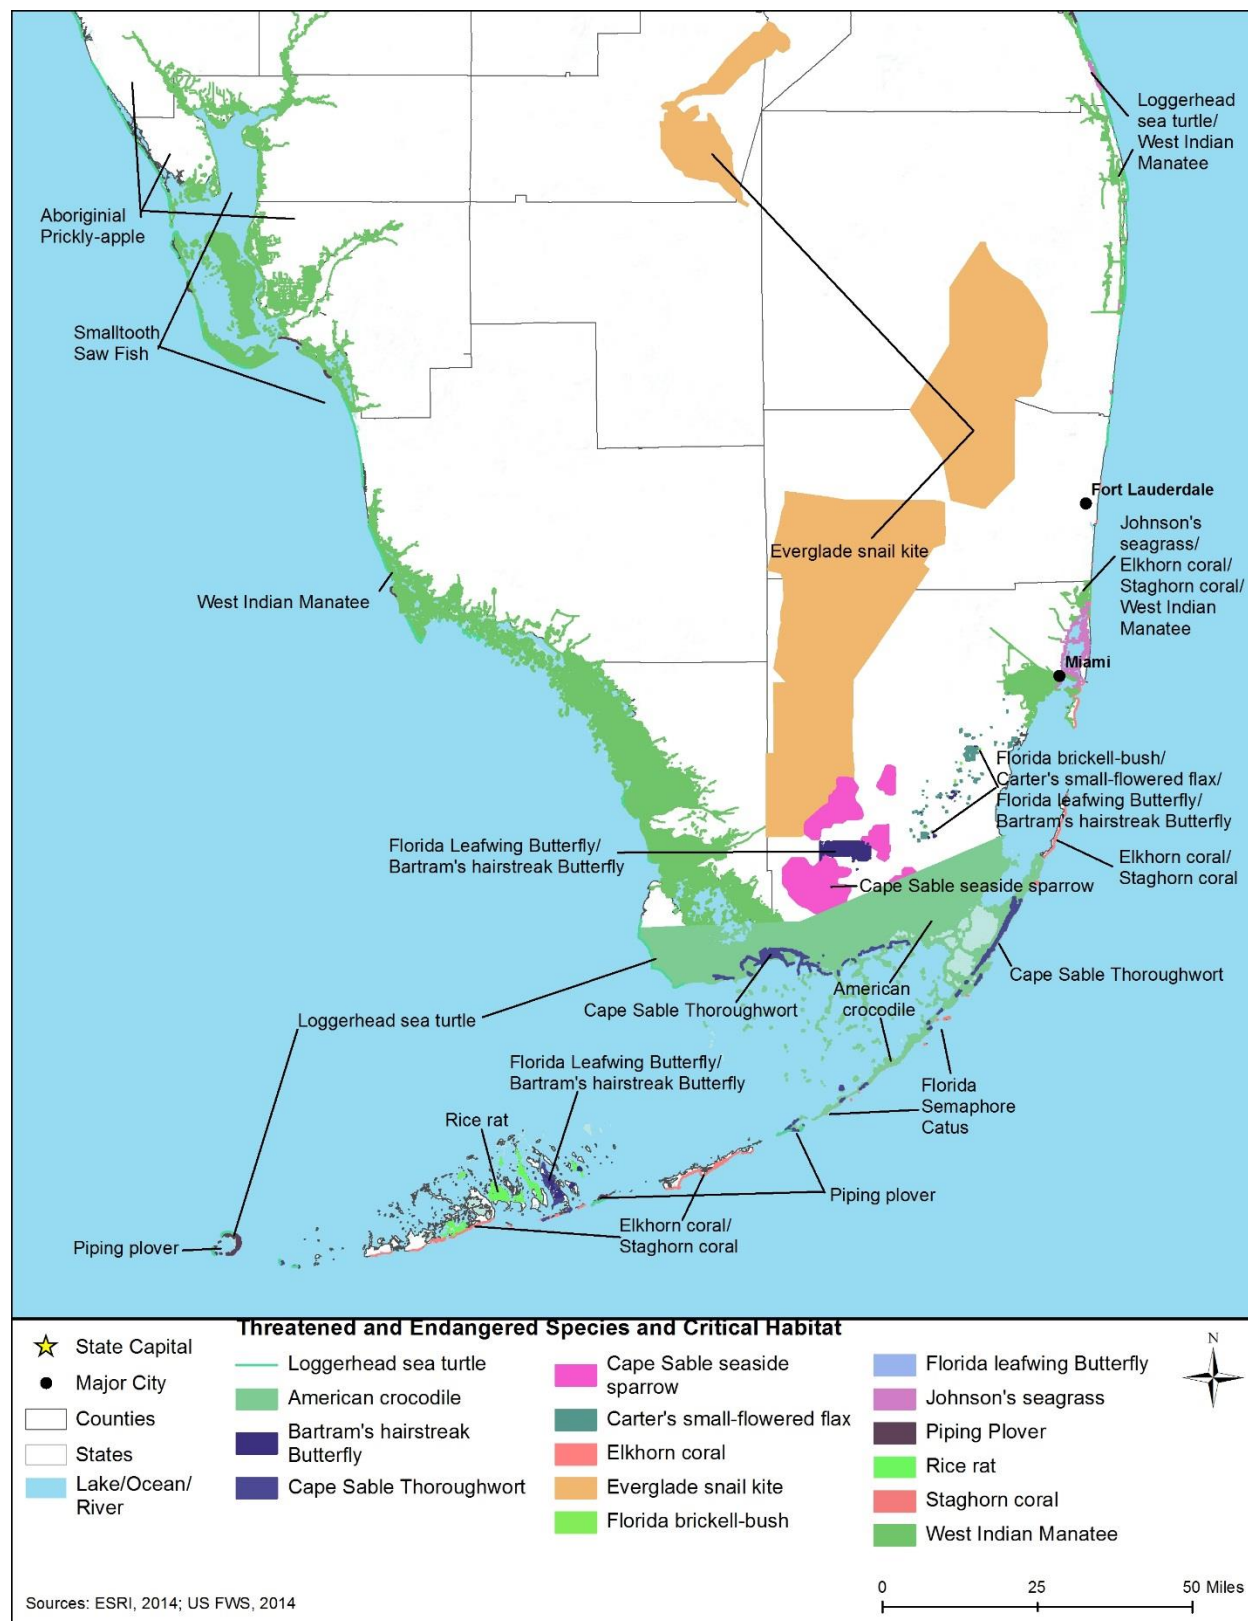 Loggerhead
sea turtle/
West Indian
Manatee
Aboriginial
Prickly-apple
Smalltooth
Saw Fish
Fort Lauderdale
Everglade snail kite
Johnson's
seagrass/
Elkhorn coral/
Staghorn coral/
West Indian
Manatee
West Indian Manatee
Miami
Florida brickell-bush/
Carter's small-flowered flax/
Florida leafwing Butterfly/
Bartram's hairstreak Butterfly
Florida Leafwing Butterfly/
Bartram's hairstreak Butterfly
Elkhorn coral/
Staghorn coral
Cape Sable seaside sparrow
Cape Sable Thoroughwort
Cape Sable Thoroughwort
American
crocodile
Loggerhead sea turtle
Florida Leafwing Butterfly/
Bartram's hairstreak Butterfly
Florida
Semaphore
Catus
Rice rat
Piping plover
Elkhorn coral/
Staghorn coral
Piping plover
Threatened and Endangered Species and Critical Habitat
State Capital
Major City
Counties
States
Lake/Ocean/
River
Loggerhead sea turtle
American crocodile
Bartram's hairstreak
Butterfly
Cape Sable Thoroughwort
Cape Sable seaside
sparrow
Carter's small-flowered flax
Elkhorn coral
Everglade snail kite
Florida brickell-bush
Florida leafwing Butterfly
Johnson's seagrass
Piping Plover
Rice rat
Staghorn coral
West Indian Manatee
N
0 25 50 Miles
Sources: ESRI, 2014; US FWS, 2014